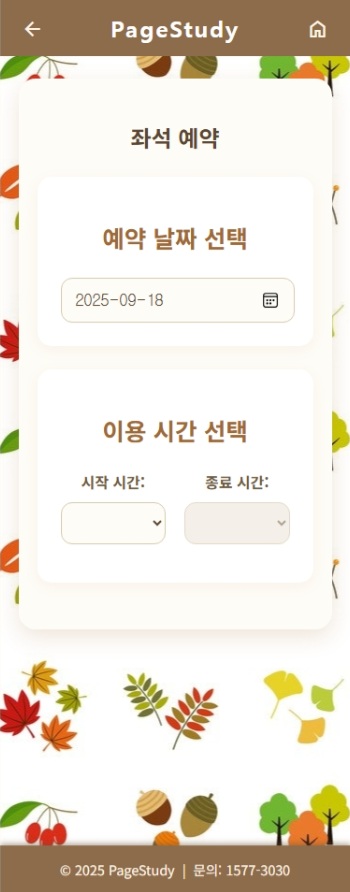 PageStudy
좌석 예약
예약 날짜 선택
2025-09-18
이용 시간 선택
시작 시간: 종료 시간:
© 2025 PageStudy | 문의: 1577-3030